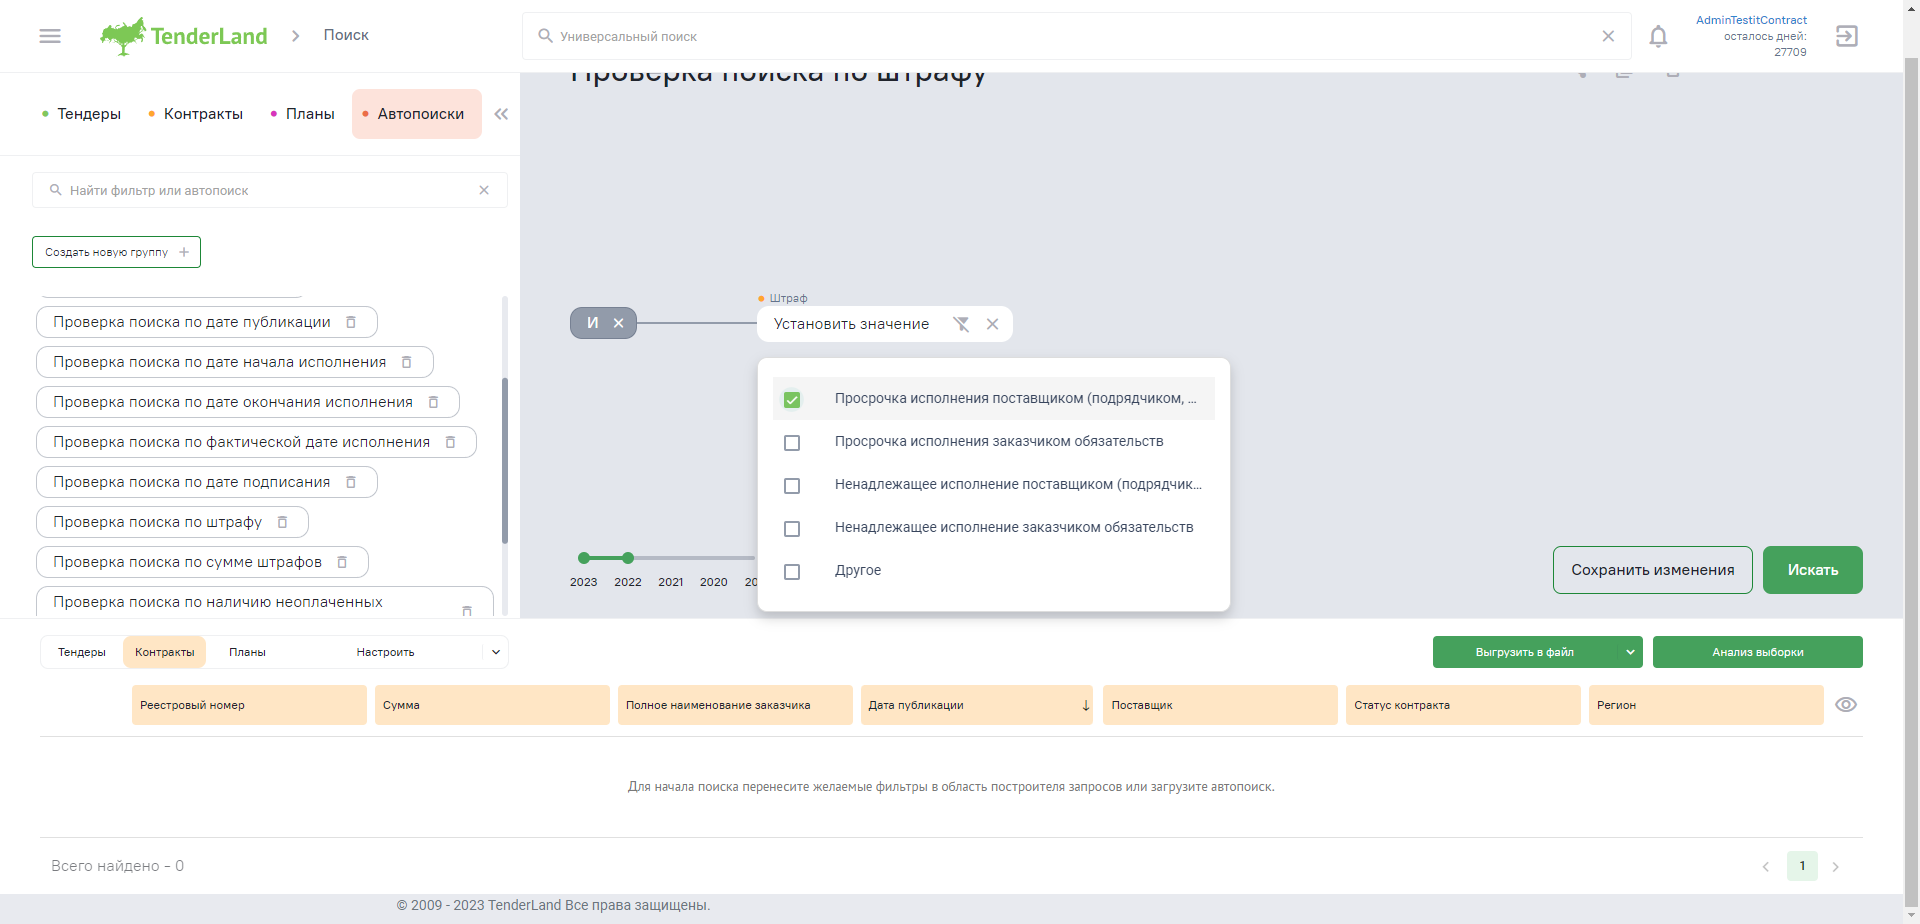 TenderLand
Поиск
Универсальный поиск
AdminTestitContract
осталось дней:
27709
Тендеры
Контракты
Планы
Автопоиски
Проверка поиска по штрафу
Найти фильтр или автопоиск
Создать новую группу
Проверка поиска по дате публикации
Проверка поиска по дате начала исполнения
Проверка поиска по дате окончания исполнения
Проверка поиска по фактической дате исполнения
Проверка поиска по дате подписания
Проверка поиска по штрафу
Проверка поиска по сумме штрафов
Проверка поиска по наличию неоплаченных
И
Штраф
Установить значение
Просрочка исполнения поставщиком (подрядчиком, ...
Просрочка исполнения заказчиком обязательств
Ненадлежащее исполнение поставщиком (подрядчик...
Ненадлежащее исполнение заказчиком обязательств
Другое
2023 2022 2021 2020 20
Сохранить изменения
Искать
Тендеры
Контракты
Планы
Настроить
Выгрузить в файл
Анализ выборки
Реестровый номер
Сумма
Полное наименование заказчика
Дата публикации
Поставщик
Статус контракта
Регион
Для начала поиска перенесите желаемые фильтры в область построителя запросов или загрузите автопоиск.
Всего найдено - 0
1
© 2009 - 2023 TenderLand Все права защищены.